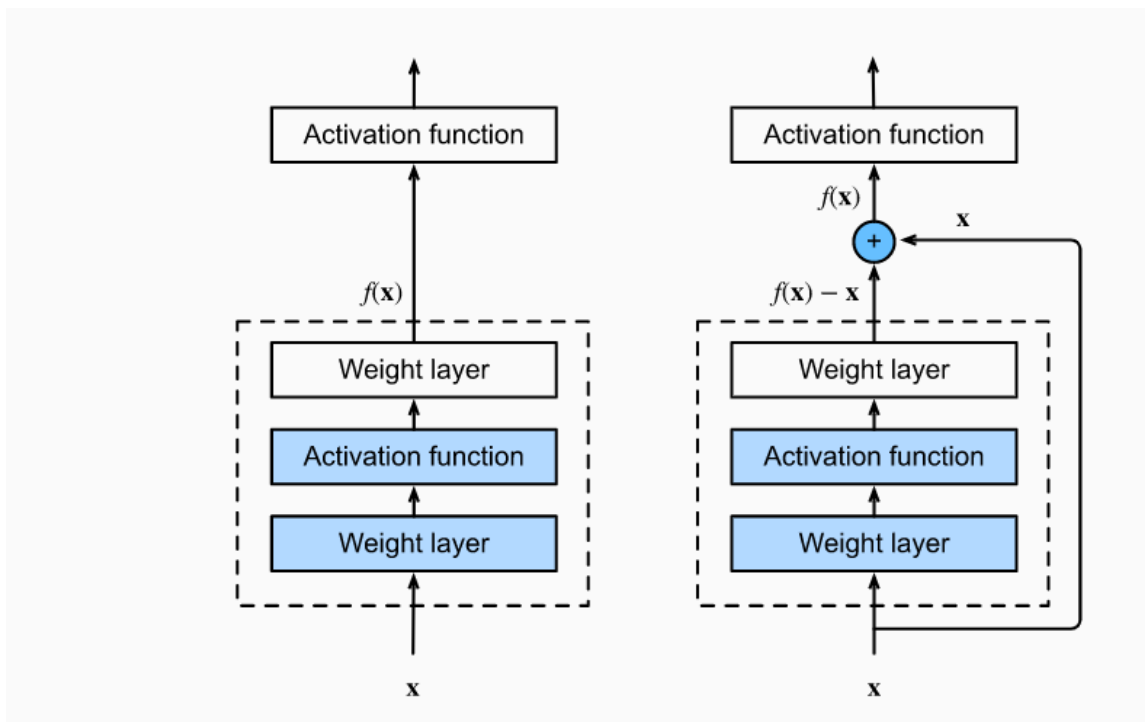 Activation function
f(x)
Weight layer
Activation function
Weight layer
x
Activation function
f(x)
x
+
f(x) − x
Weight layer
Activation function
Weight layer
x